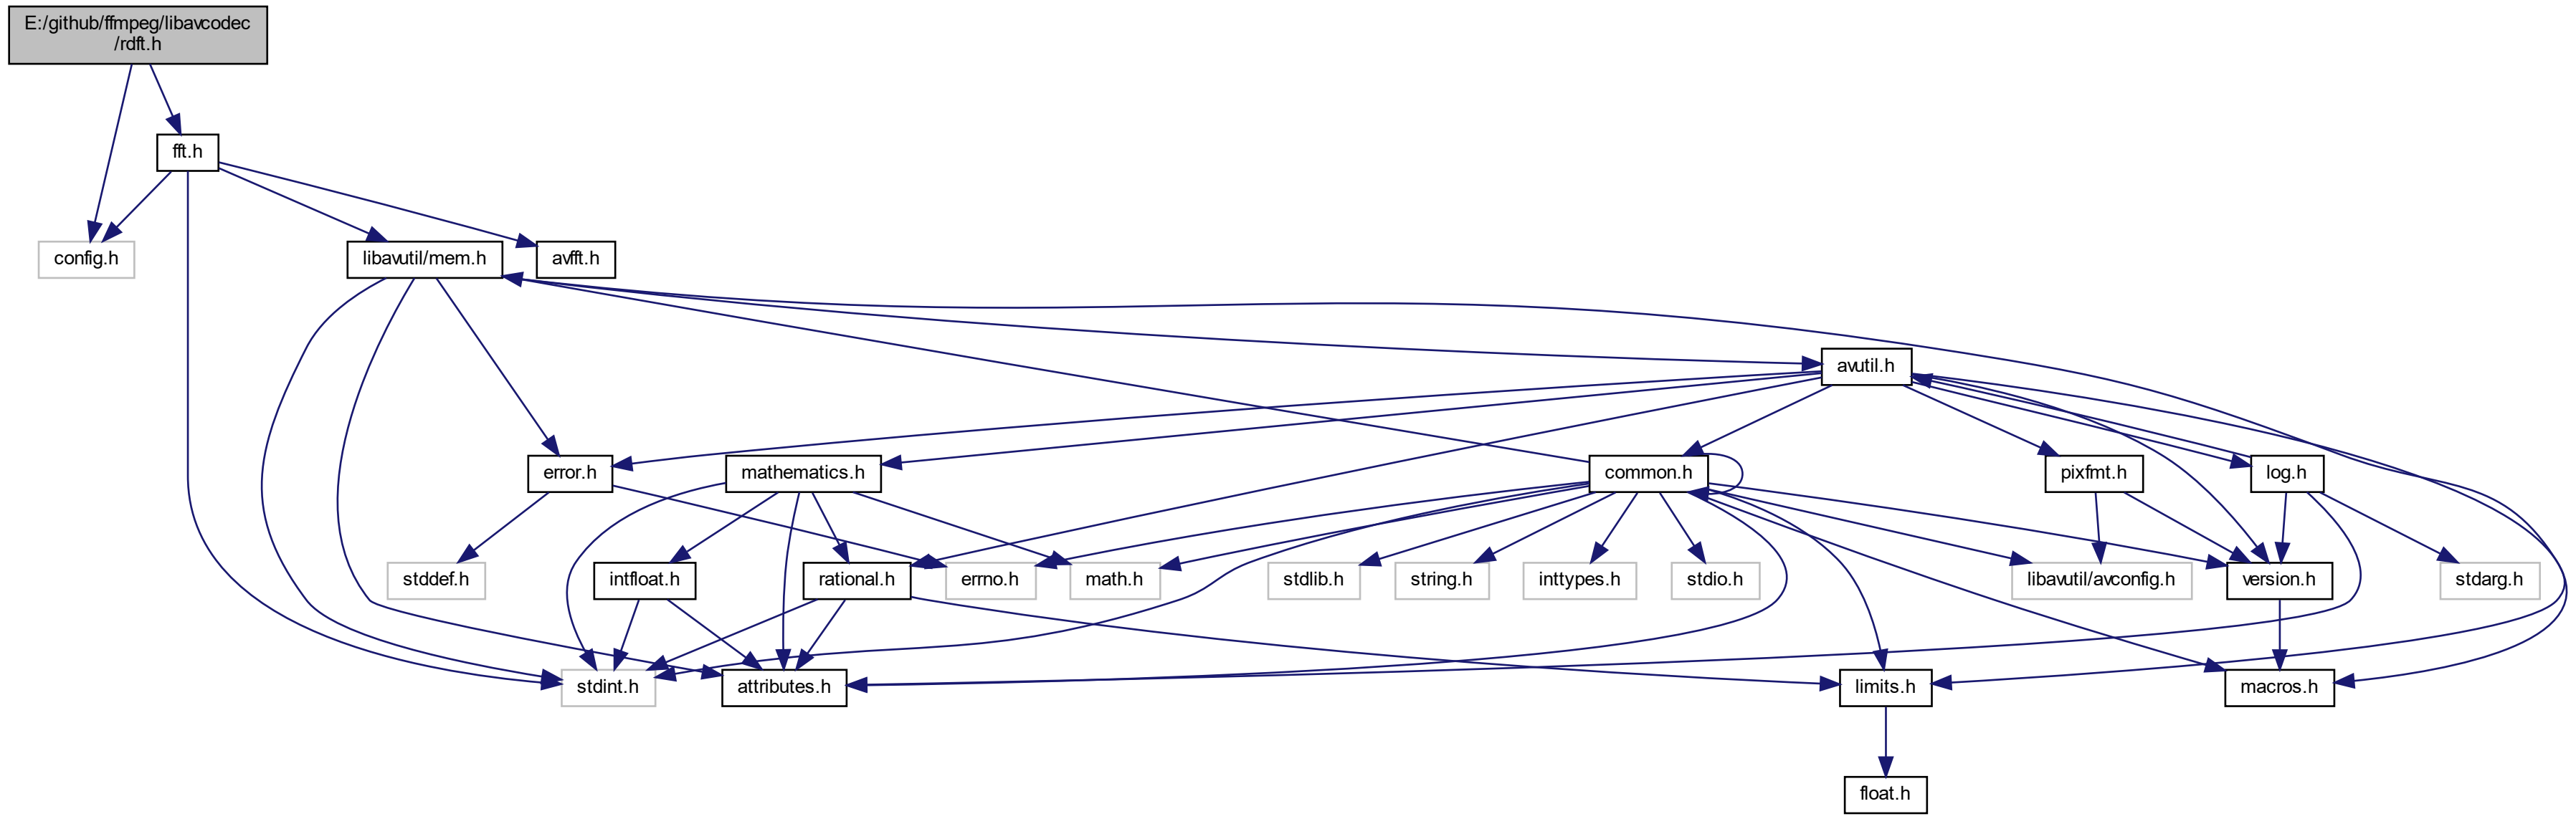 E:/github/ffmpeg/libavcodec
/rdft.h
fft.h
config.h
libavutil/mem.h
avfft.h
avutil.h
error.h
mathematics.h
common.h
pixfmt.h
log.h
stddef.h
intfloat.h
rational.h
errno.h
math.h
stdlib.h
string.h
inttypes.h
stdio.h
libavutil/avconfig.h
version.h
stdarg.h
stdint.h
attributes.h
limits.h
macros.h
float.h